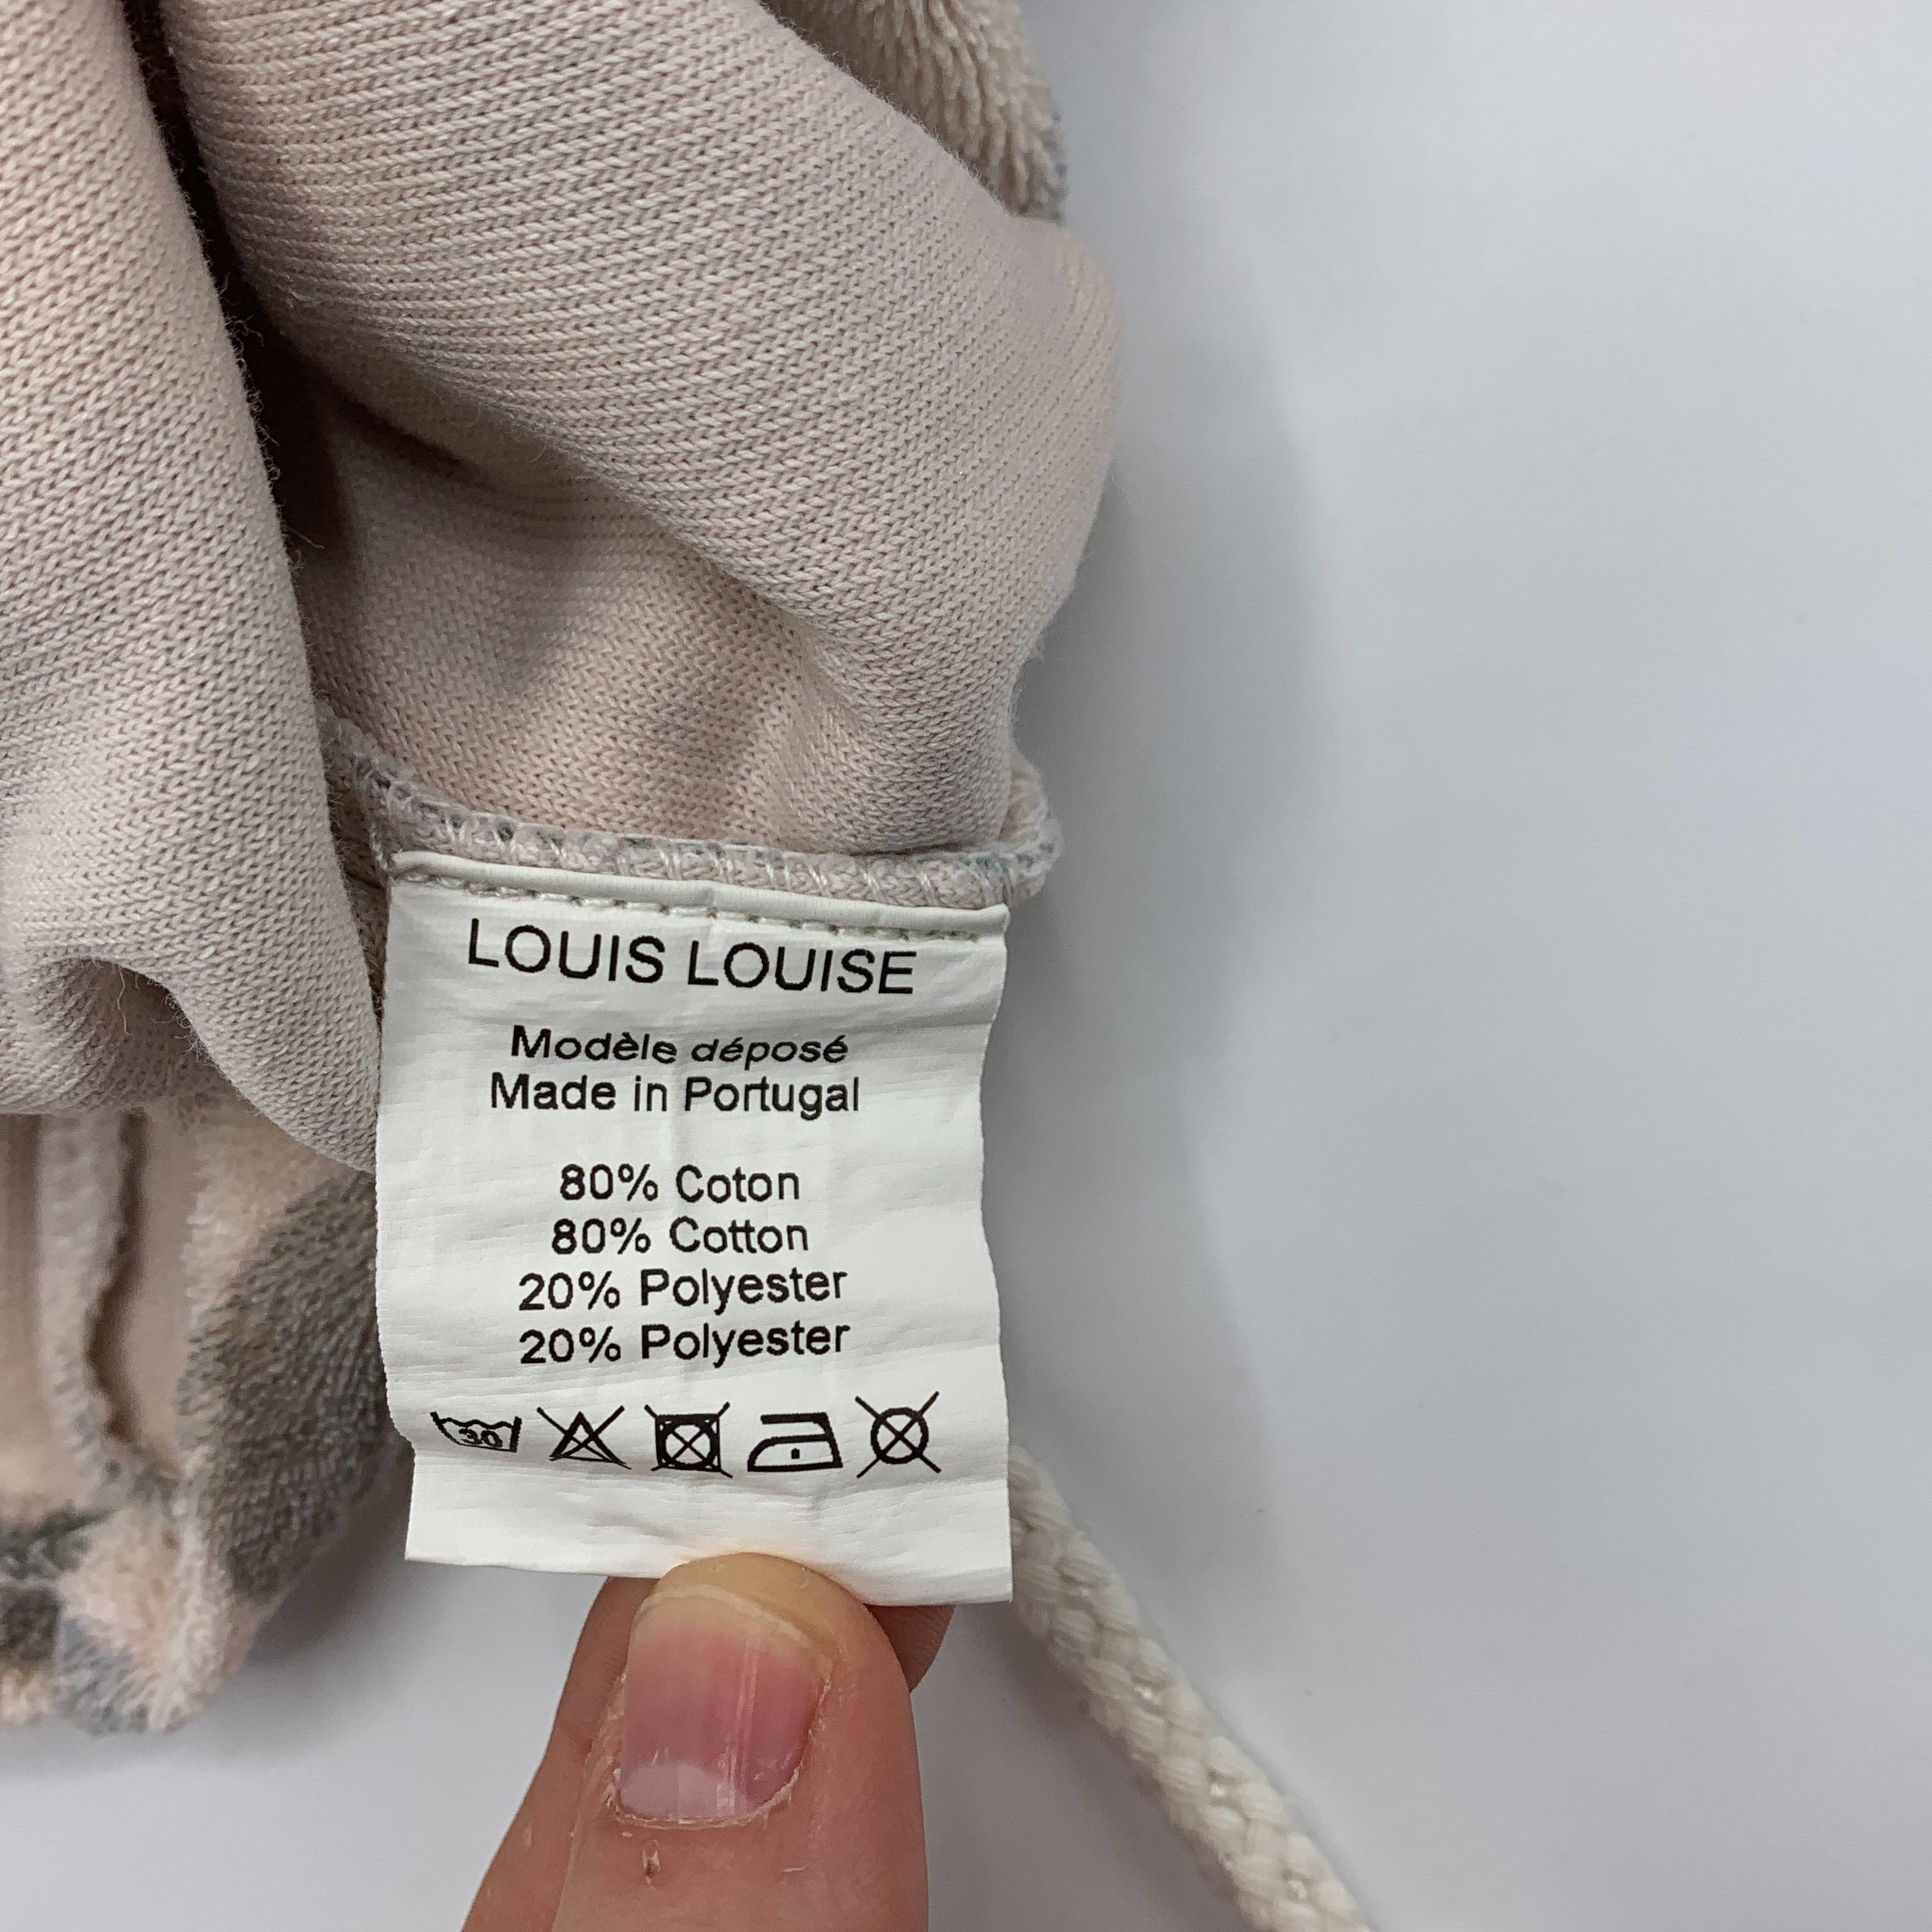 LOUIS LOUISE
Modèle déposé
Made in Portugal
80% Coton
80% Cotton
20% Polyester
20% Polyester
30